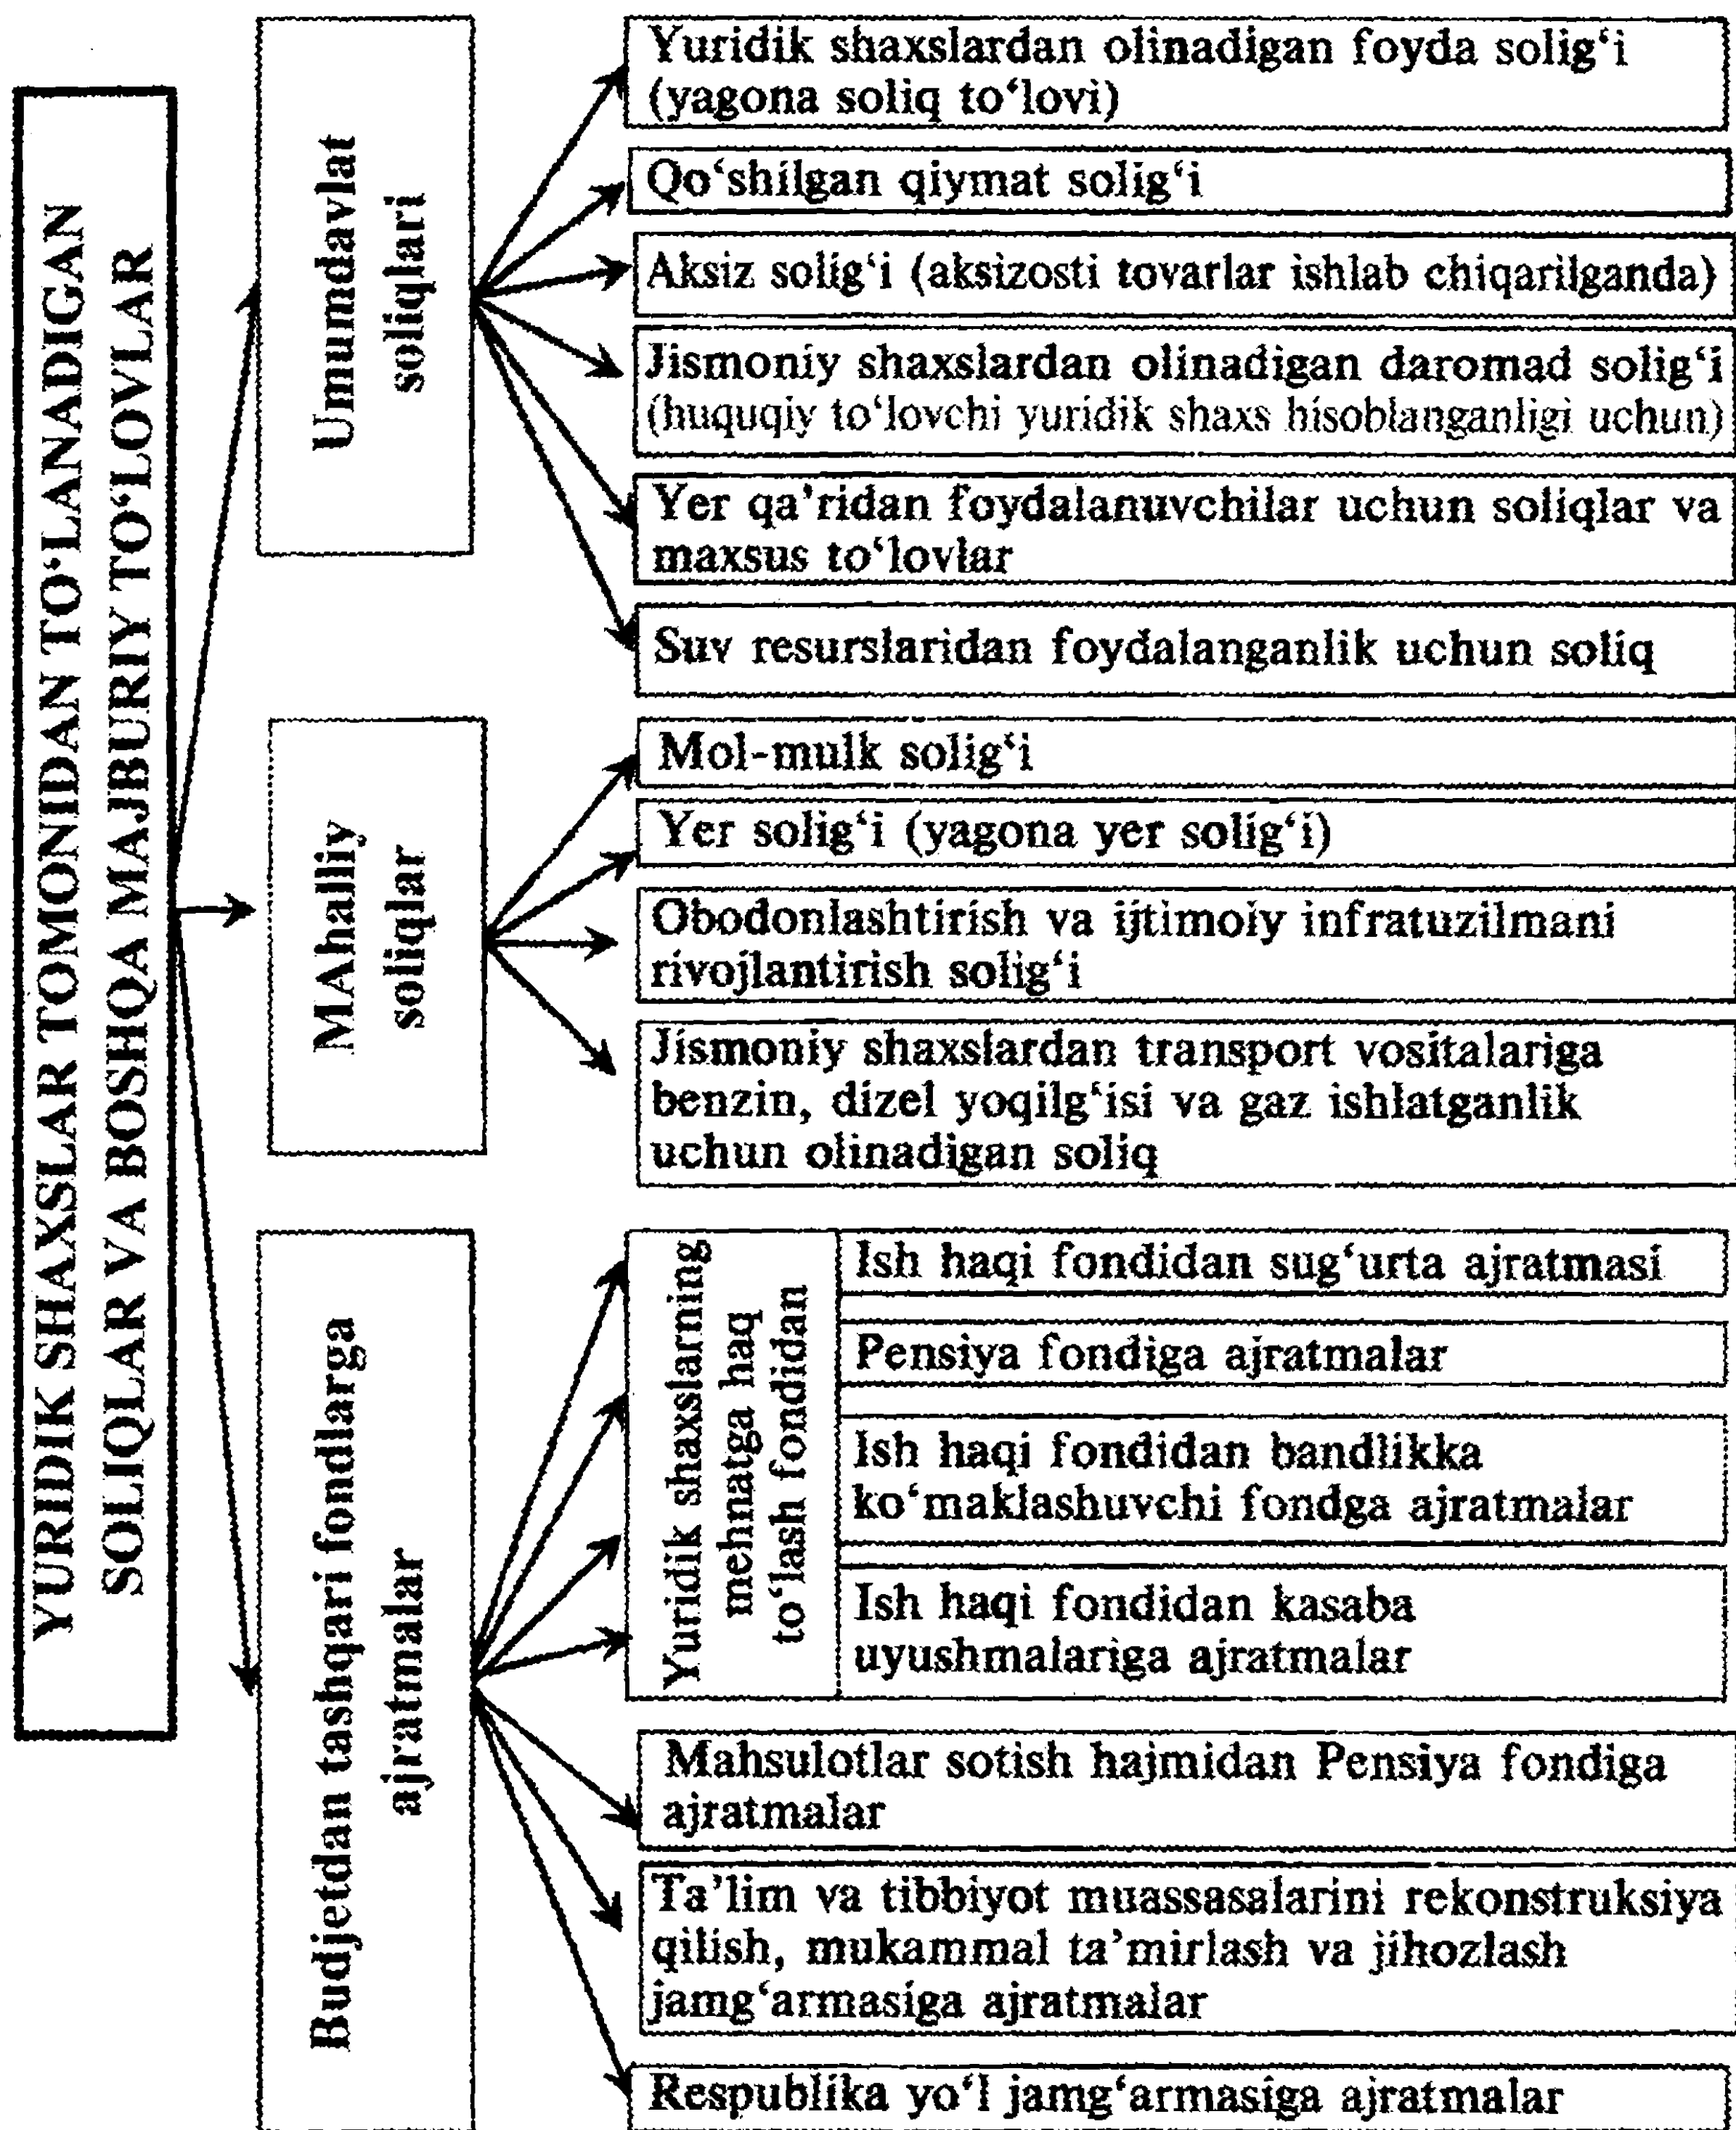 YURIDIK SHAXSLAR TOMONIDAN TO‘LANADIGAN
SOLIQLAR VA BOSHQA MAJBURIY TO‘LOVLAR
Umumdavlat
soliqlari
Yuridik shaxslardan olinadigan foyda solig‘i
(yagona soliq to‘lovi)
Qo‘shilgan qiymat solig‘i
Aksiz solig‘i (aksizosti tovarlar ishlab chiqarilganda)
Jismoniy shaxslardan olinadigan daromad solig‘i
(huquqiy to‘lovchi yuridik shaxs hisoblanganligi uchun)
Yer qa’ridan foydalanuvchilar uchun soliqlar va
maxsus to‘lovlar
Suv resurslaridan foydalanganlik uchun soliq
MAhalliy
soliqlar
Mol-mulk solig‘i
Yer solig‘i (yagona yer solig‘i)
Obodonlashtirish va ijtimoiy infratuzilmani
rivojlantirish solig‘i
Jismoniy shaxslardan transport vositalariga
benzin, dizel yoqilg‘isi va gaz ishlatganlik
uchun olinadigan soliq
Budjetdan tashqari fondlarga
ajratmalar
Yuridik shaxslarning
mehnatga haq
to‘lash fondidan
Ish haqi fondidan sug‘urta ajratmasi
Pensiya fondiga ajratmalar
Ish haqi fondidan bandlikka
ko‘maklashuvchi fondga ajratmalar
Ish haqi fondidan kasaba
uyushmalariga ajratmalar
Mahsulotlar sotish hajmidan Pensiya fondiga
ajratmalar
Ta’lim va tibbiyot muassasalarini rekonstruksiya
qilish, mukammal ta’mirlash va jihozlash
jamg‘armasiga ajratmalar
Respublika yo‘l jamg‘armasiga ajratmalar